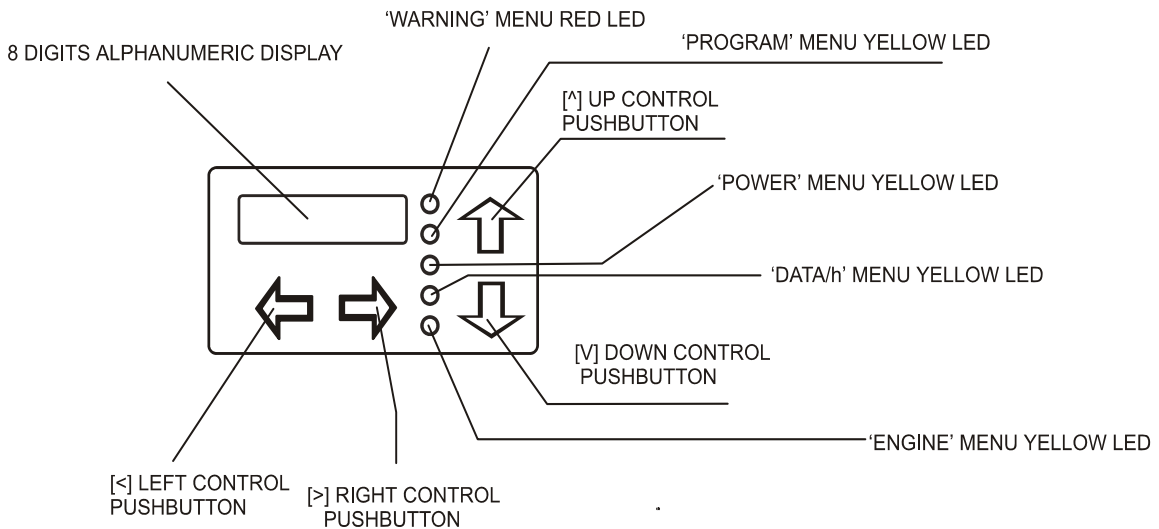 'WARNING' MENU RED LED
8 DIGITS ALPHANUMERIC DISPLAY
'PROGRAM' MENU YELLOW LED
[^] UP CONTROL
PUSHBUTTON
'POWER' MENU YELLOW LED
'DATA/h' MENU YELLOW LED
[V] DOWN CONTROL
PUSHBUTTON
'ENGINE' MENU YELLOW LED
[<] LEFT CONTROL
PUSHBUTTON
[>] RIGHT CONTROL
PUSHBUTTON